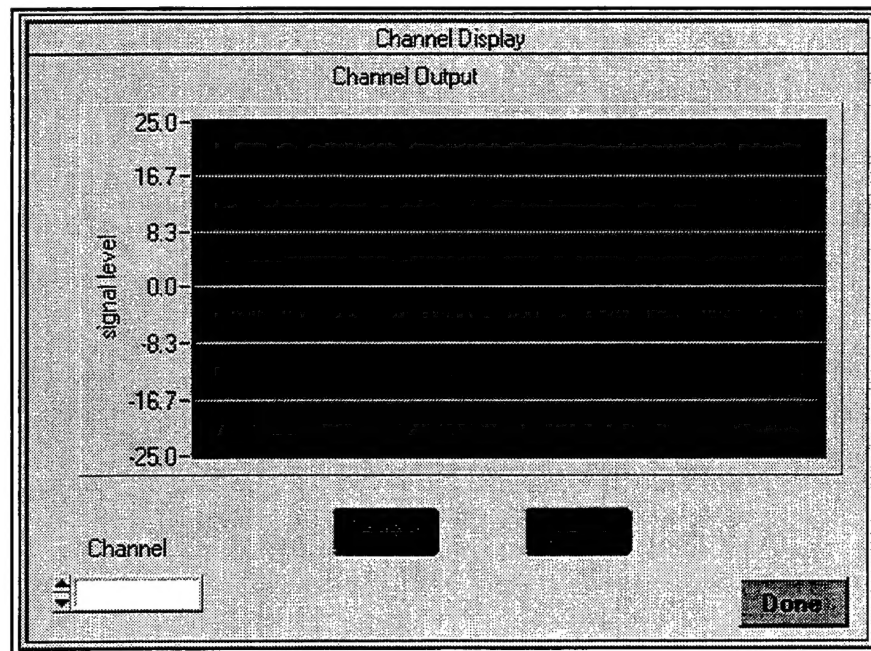 Channel Display
Channel Output
25.0
16.7
8.3
0.0
-8.3
-16.7
-25.0
signal level
Channel
Done